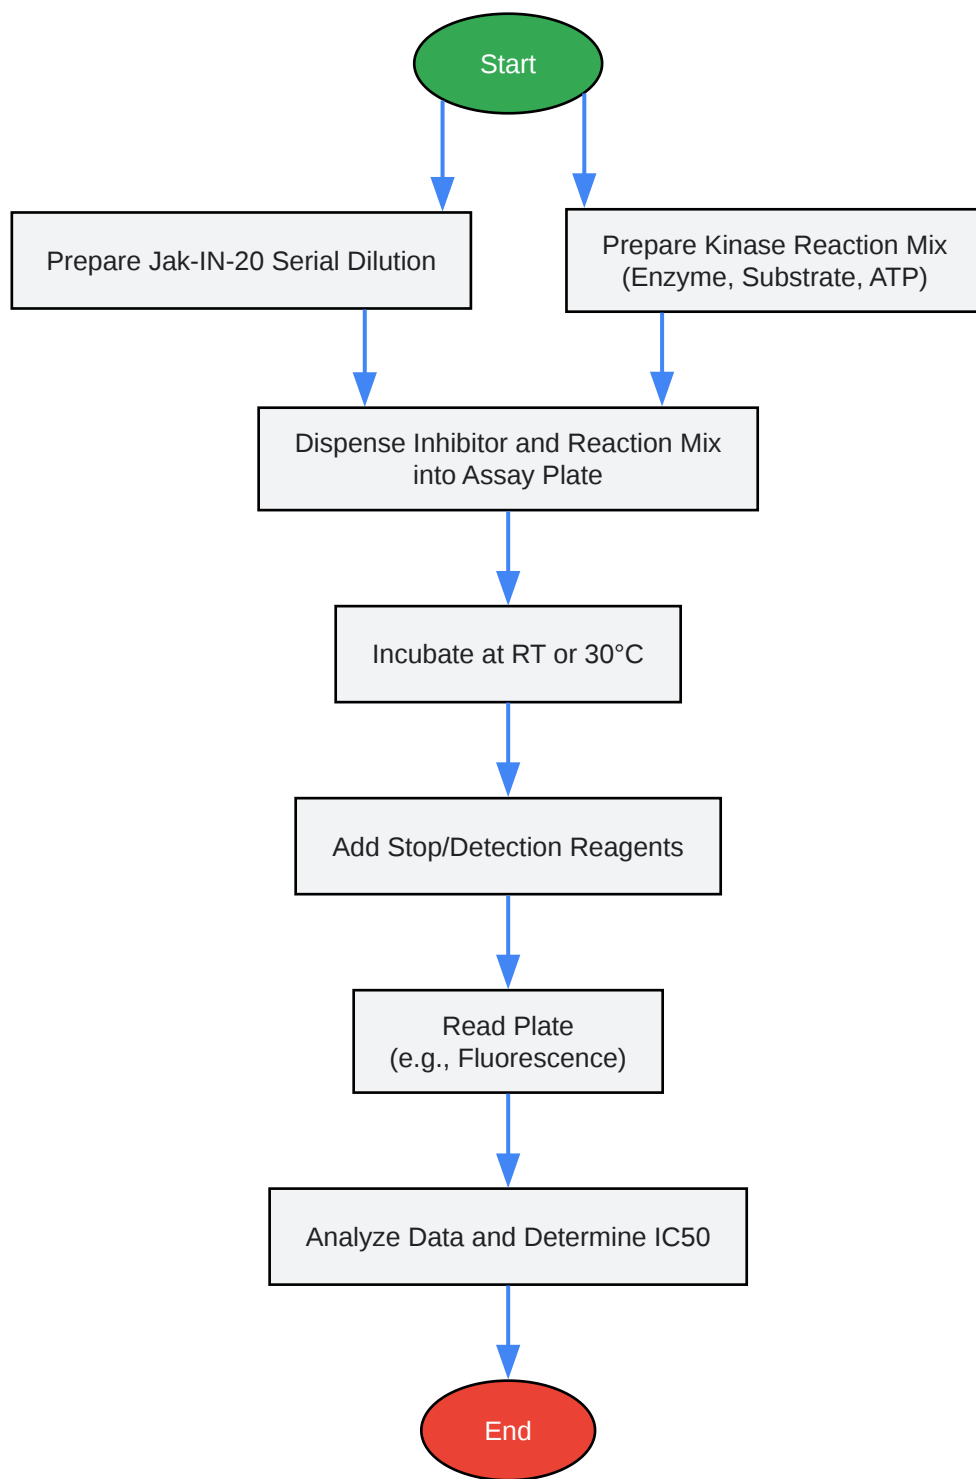 Start
Prepare Jak-IN-20 Serial Dilution
Prepare Kinase Reaction Mix
(Enzyme, Substrate, ATP)
Dispense Inhibitor and Reaction Mix
into Assay Plate
Incubate at RT or 30°C
Add Stop/Detection Reagents
Read Plate
(e.g., Fluorescence)
Analyze Data and Determine IC50
End